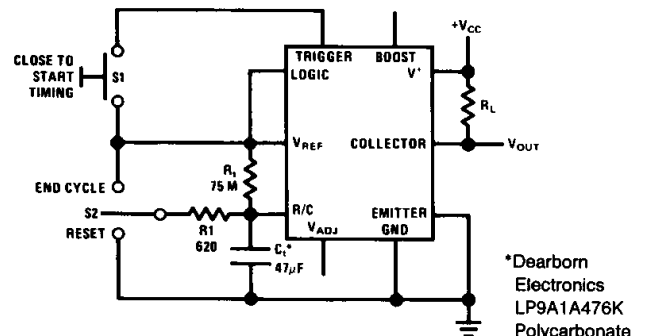 +VCC
TRIGGER BOOST
CLOSE TO
START
TIMING
S1
LOGIC
V+
RL
VREF
COLLECTOR
VOUT
Rt
75 M
END CYCLE
S2
R/C
EMITTER
R1
620
VADJ
GND
RESET
Ct*
47μF
*Dearborn
Electronics
LP9A1A476K
Polycarbonate